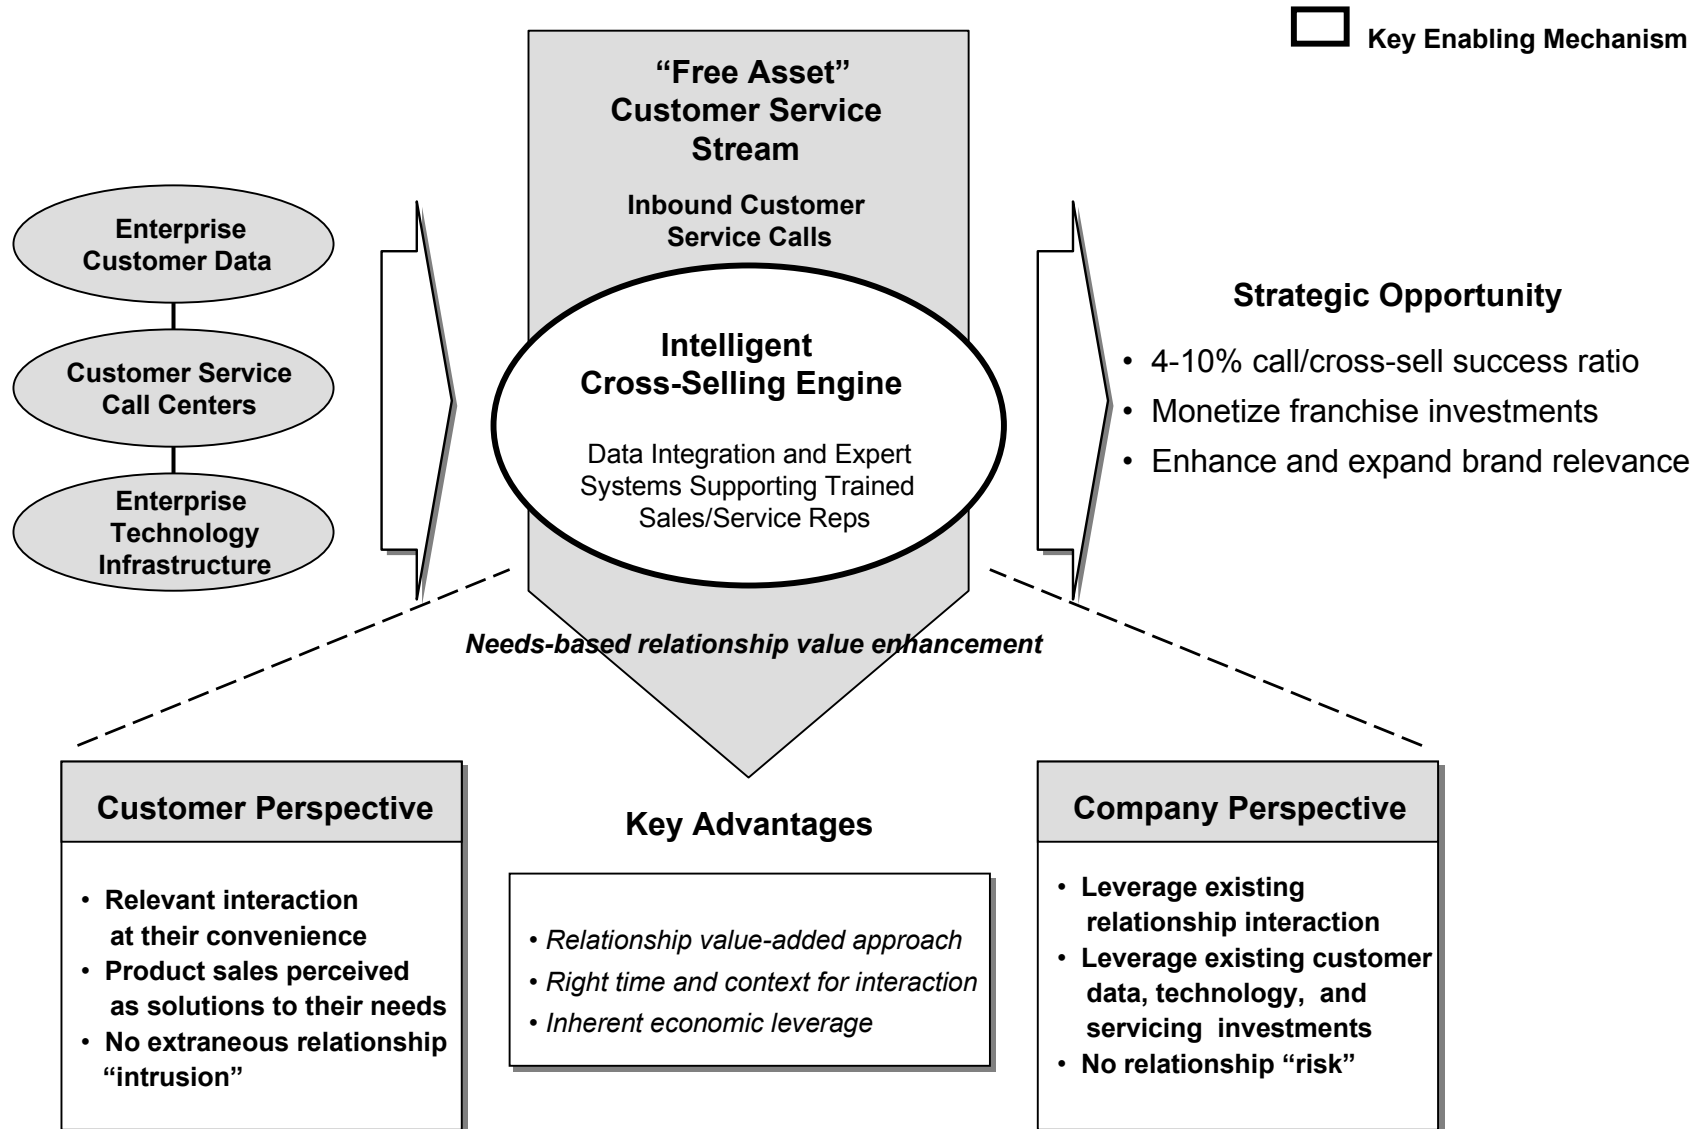 Key Enabling Mechanism
“Free Asset”
Customer Service
Stream
Inbound Customer
Service Calls
Enterprise
Customer Data
Customer Service
Call Centers
Enterprise
Technology
Infrastructure
Intelligent
Cross-Selling Engine
Data Integration and Expert
Systems Supporting Trained
Sales/Service Reps
Strategic Opportunity
• 4-10% call/cross-sell success ratio
• Monetize franchise investments
• Enhance and expand brand relevance
Needs-based relationship value enhancement
Customer Perspective
• Relevant interaction
at their convenience
• Product sales perceived
as solutions to their needs
• No extraneous relationship
“intrusion”
Key Advantages
• Relationship value-added approach
• Right time and context for interaction
• Inherent economic leverage
Company Perspective
• Leverage existing
relationship interaction
• Leverage existing customer
data, technology, and
servicing investments
• No relationship “risk”